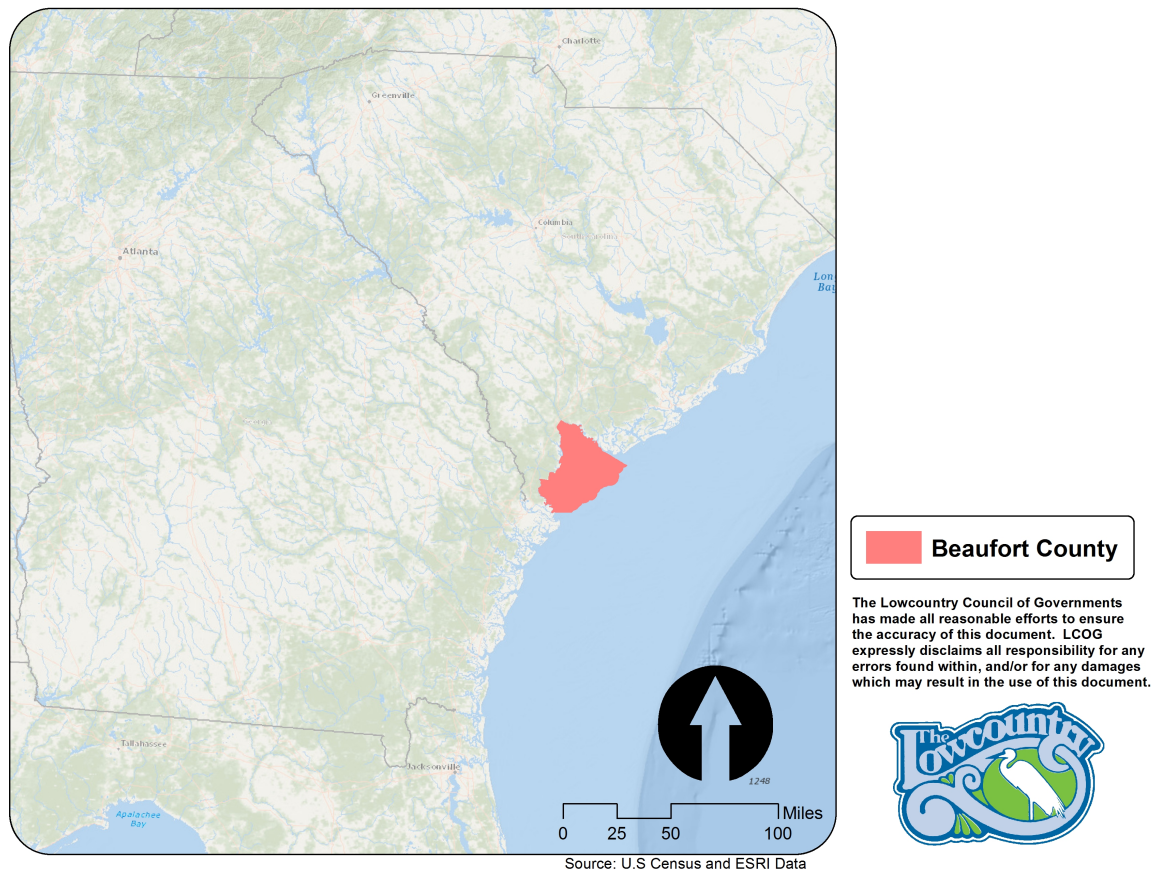 Charlotte
Greenville
Columbia
South Carolina
Atlanta
Long
Bay
Beaufort County
The Lowcountry Council of Governments
has made all reasonable efforts to ensure
the accuracy of this document. LCOG
expressly disclaims all responsibility for any
errors found within, and/or for any damages
which may result in the use of this document.
The
Lowcountry
Tallahassee
Jacksonville
1248
Apalachee
Bay
Miles
0 25 50 100
Source: U.S Census and ESRI Data